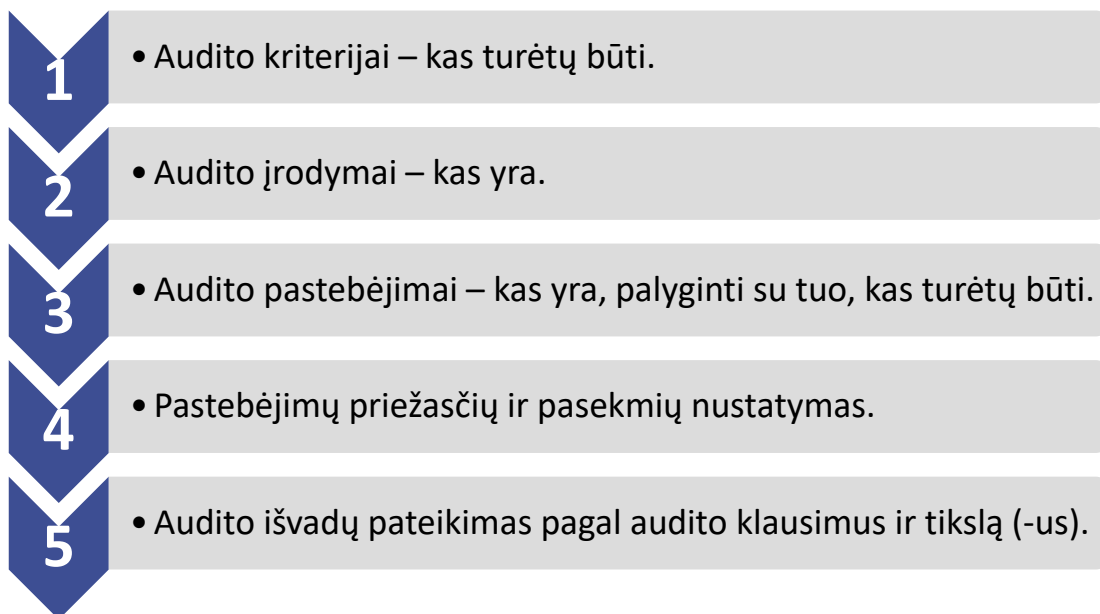 1
• Audito kriterijai – kas turėtų būti.
2
• Audito įrodymai – kas yra.
3
• Audito pastebėjimai – kas yra, palyginti su tuo, kas turėtų būti.
4
• Pastebėjimų priežasčių ir pasekmių nustatymas.
5
• Audito išvadų pateikimas pagal audito klausimus ir tikslą (-us).